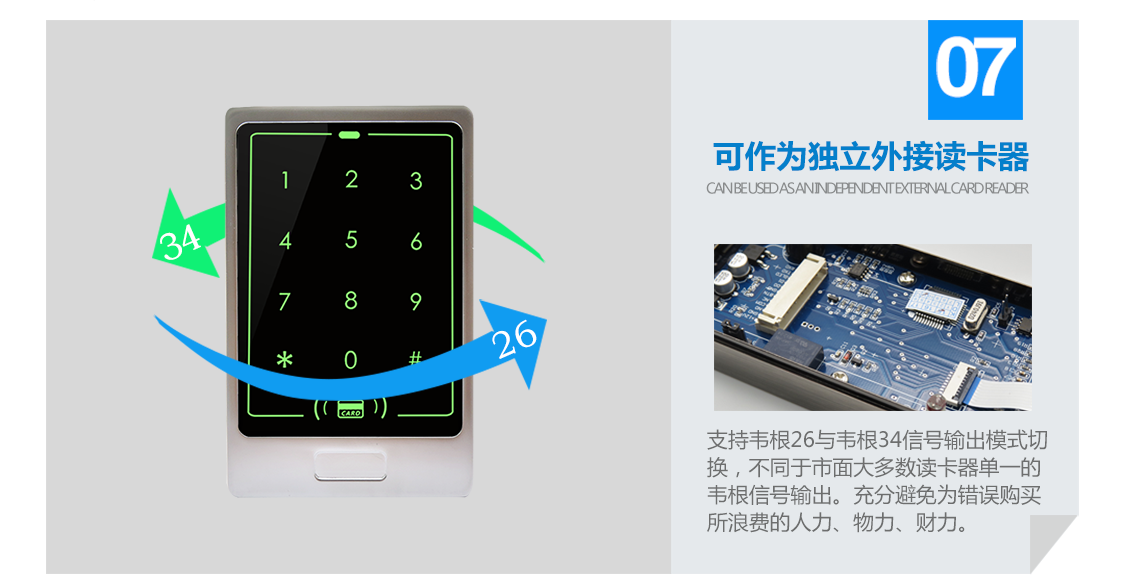 07
可作为独立外接读卡器
CAN BE USED AS AN INDEPENDENT EXTERNAL CARD READER
1 2 3
34
4 5 6
7 8 9
26
* 0 #
CARD
支持韦根26与韦根34信号输出模式切
换，不同于市面大多数读卡器单一的
韦根信号输出。充分避免为错误购买
所浪费的人力、物力、财力。